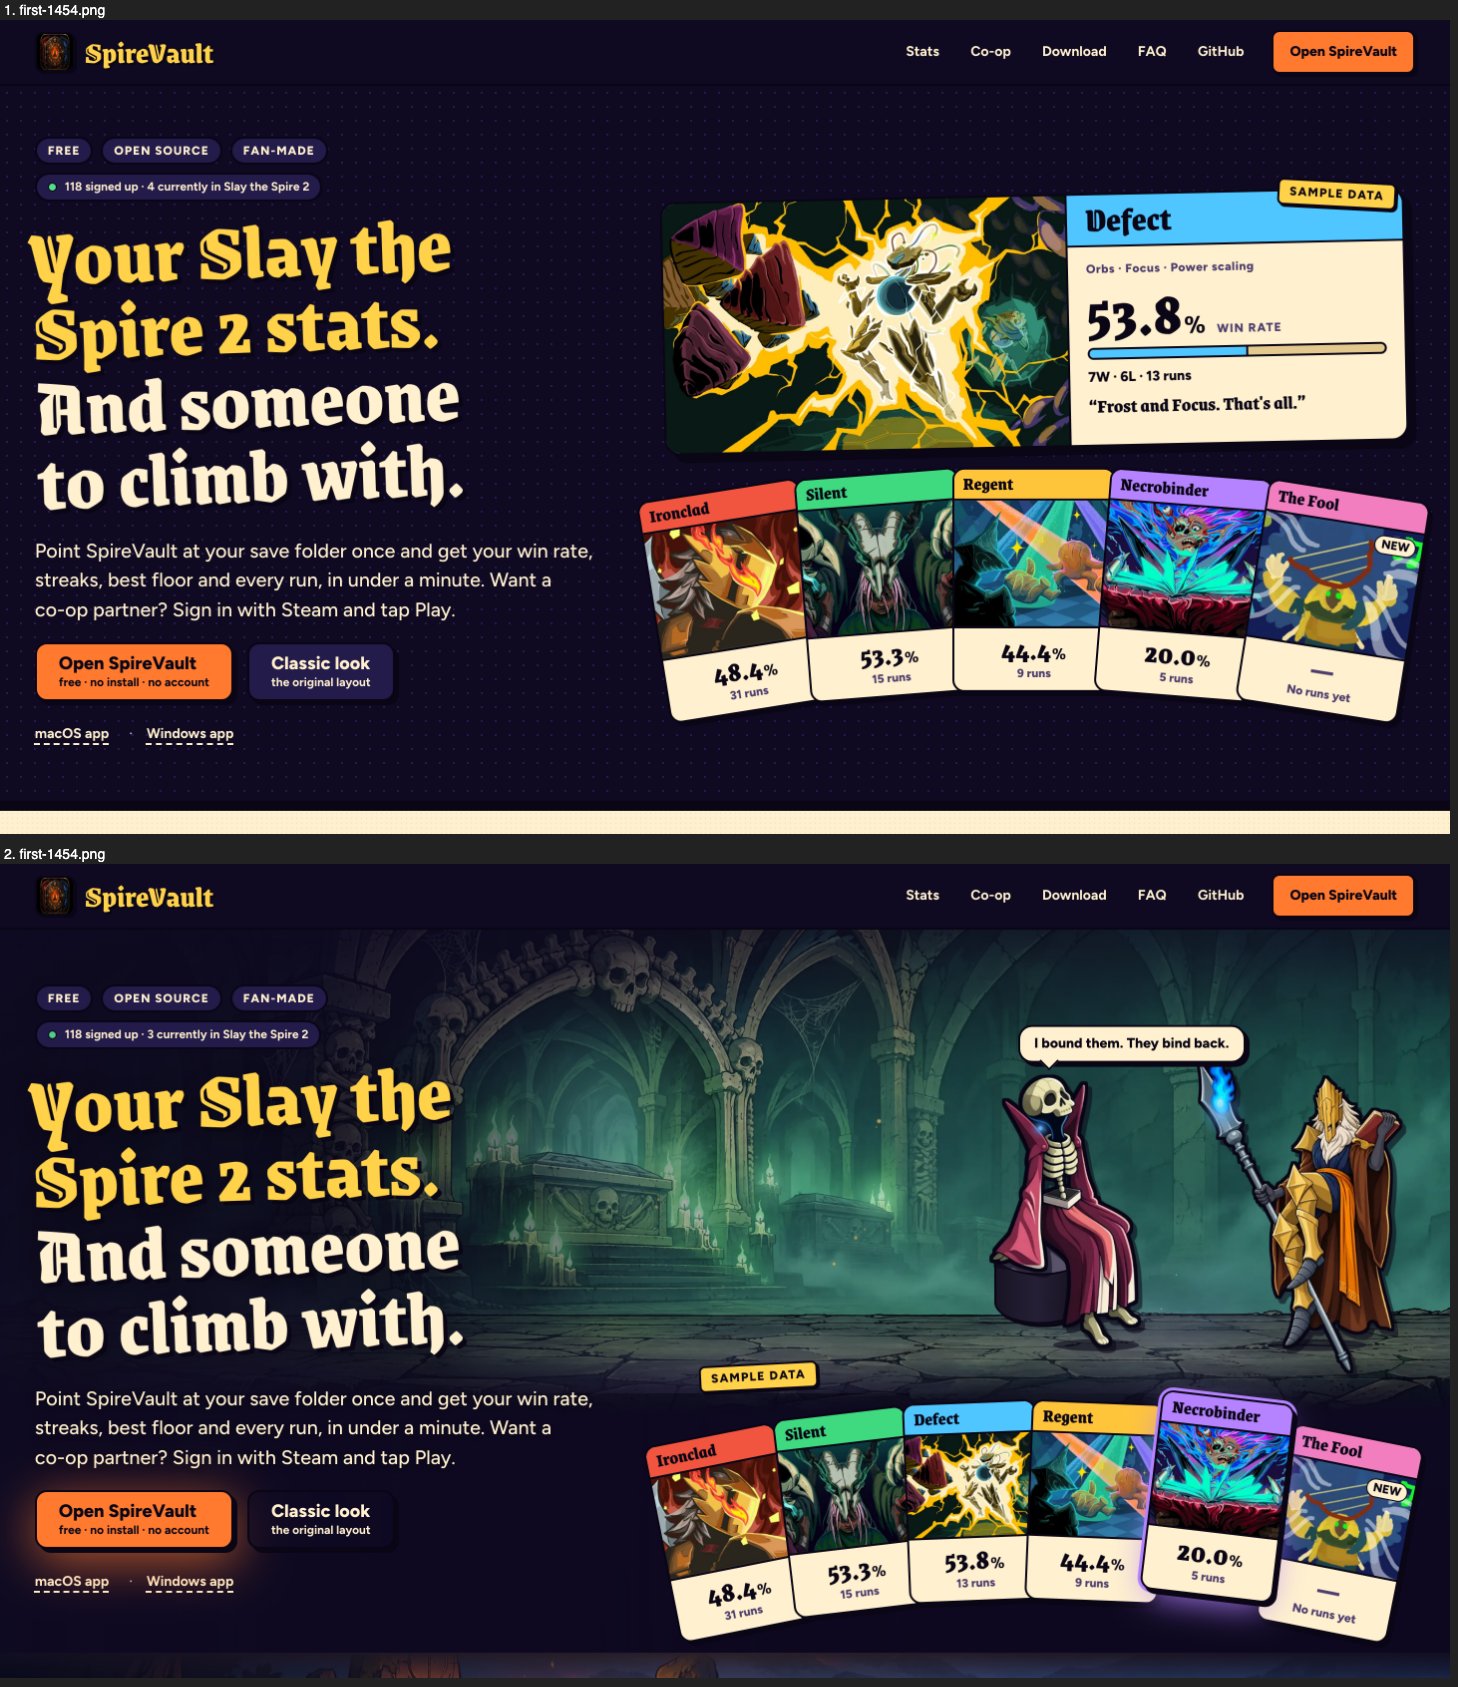 1. first-1454.png
SpireVault
Stats Co-op Download FAQ GitHub Open SpireVault
FREE OPEN SOURCE FAN-MADE
118 signed up · 4 currently in Slay the Spire 2
Your Slay the
Spire 2 stats.
And someone
to climb with.
Point SpireVault at your save folder once and get your win rate,
streaks, best floor and every run, in under a minute. Want a
co-op partner? Sign in with Steam and tap Play.
Open SpireVault
free · no install · no account
Classic look
the original layout
macOS app · Windows app
SAMPLE DATA
Defect
Orbs · Focus · Power scaling
53.8% WIN RATE
7W · 6L · 13 runs
“Frost and Focus. That's all.”
Ironclad
48.4%
31 runs
Silent
53.3%
15 runs
Regent
44.4%
9 runs
Necrobinder
20.0%
5 runs
The Fool
NEW
—
No runs yet
2. first-1454.png
SpireVault
Stats Co-op Download FAQ GitHub Open SpireVault
FREE OPEN SOURCE FAN-MADE
118 signed up · 3 currently in Slay the Spire 2
Your Slay the
Spire 2 stats.
And someone
to climb with.
Point SpireVault at your save folder once and get your win rate,
streaks, best floor and every run, in under a minute. Want a
co-op partner? Sign in with Steam and tap Play.
Open SpireVault
free · no install · no account
Classic look
the original layout
macOS app · Windows app
I bound them. They bind back.
SAMPLE DATA
Ironclad
48.4%
31 runs
Silent
53.3%
15 runs
Defect
53.8%
13 runs
Regent
44.4%
9 runs
Necrobinder
20.0%
5 runs
The Fool
NEW
—
No runs yet